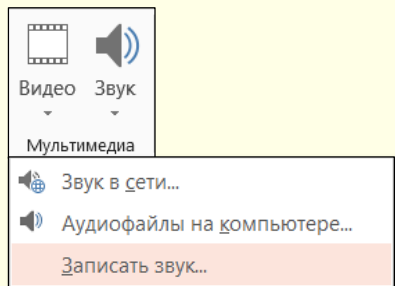 Видео Звук
Мультимедиа
Звук в сети...
Аудиофайлы на компьютере...
Записать звук...